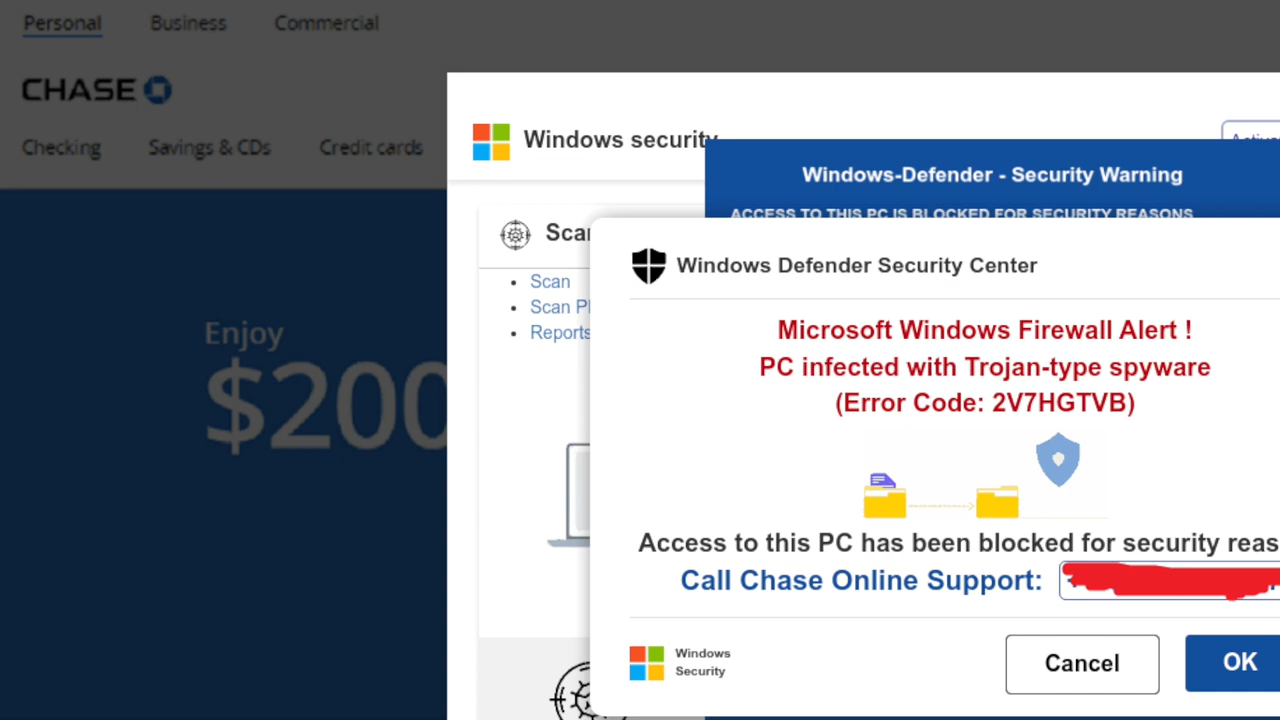 Personal Business Commercial
CHASE
Checking Savings & CDs Credit cards
Enjoy
$200
Windows security
Windows-Defender - Security Warning
ACCESS TO THIS PC IS BLOCKED FOR SECURITY REASONS
Scan
Scan
Reports
Windows Defender Security Center
Microsoft Windows Firewall Alert !
PC infected with Trojan-type spyware
(Error Code: 2V7HGTVB)
Access to this PC has been blocked for security
Call Chase Online Support:
Windows
Security
Cancel
OK